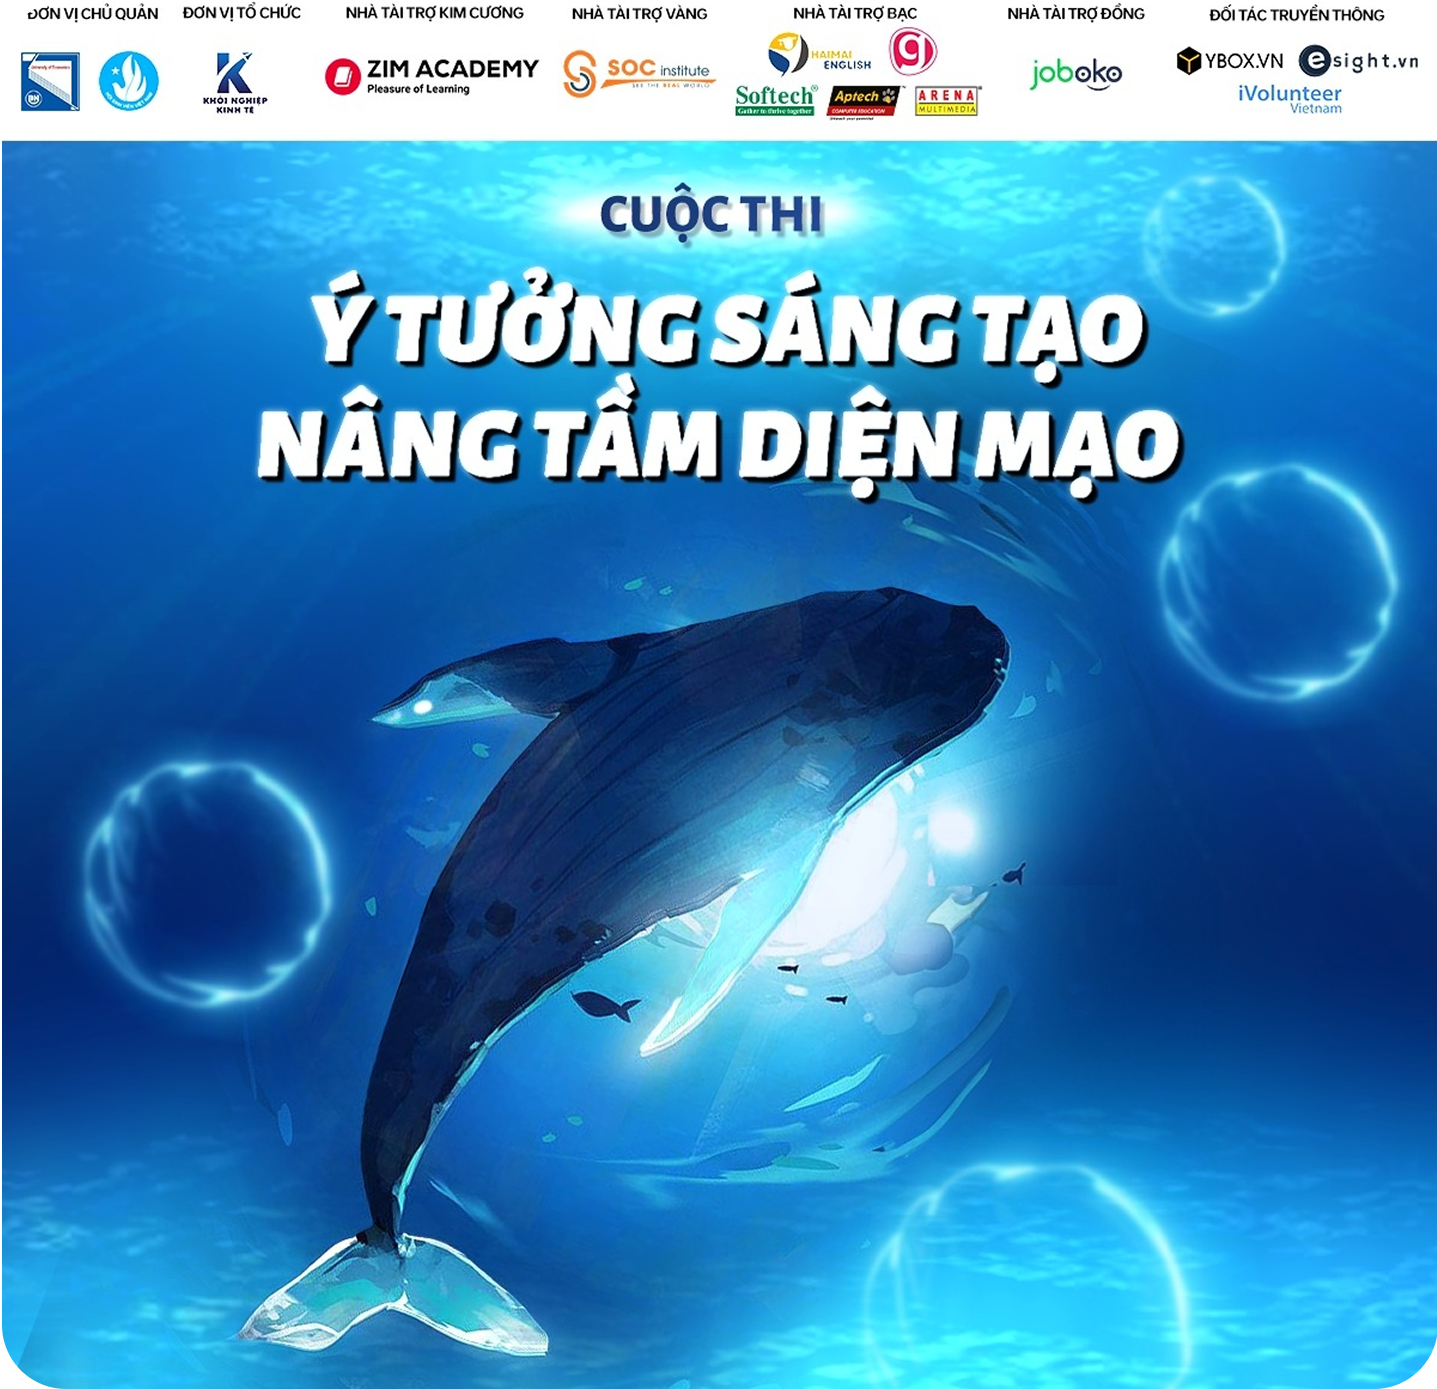 ĐƠN VỊ CHỦ QUẢN
ĐƠN VỊ TỔ CHỨC
NHÀ TÀI TRỢ KIM CƯƠNG
NHÀ TÀI TRỢ VÀNG
NHÀ TÀI TRỢ BẠC
NHÀ TÀI TRỢ ĐỒNG
ĐỐI TÁC TRUYỀN THÔNG
KHỞI NGHIỆP
KINH TẾ
ZIM ACADEMY
Pleasure of Learning
SOC institute
SEE THE REAL WORLD
HAIMAI
ENGLISH
g
Softech
Gather to thrive together
Aptech
COMPUTER EDUCATION
Unleash your potential
ARENA
MULTIMEDIA
joboko
YBOX.VN
esight.vn
iVolunteer
Vietnam
CUỘC THI
Ý TƯỞNG SÁNG TẠO
NÂNG TẦM DIỆN MẠO